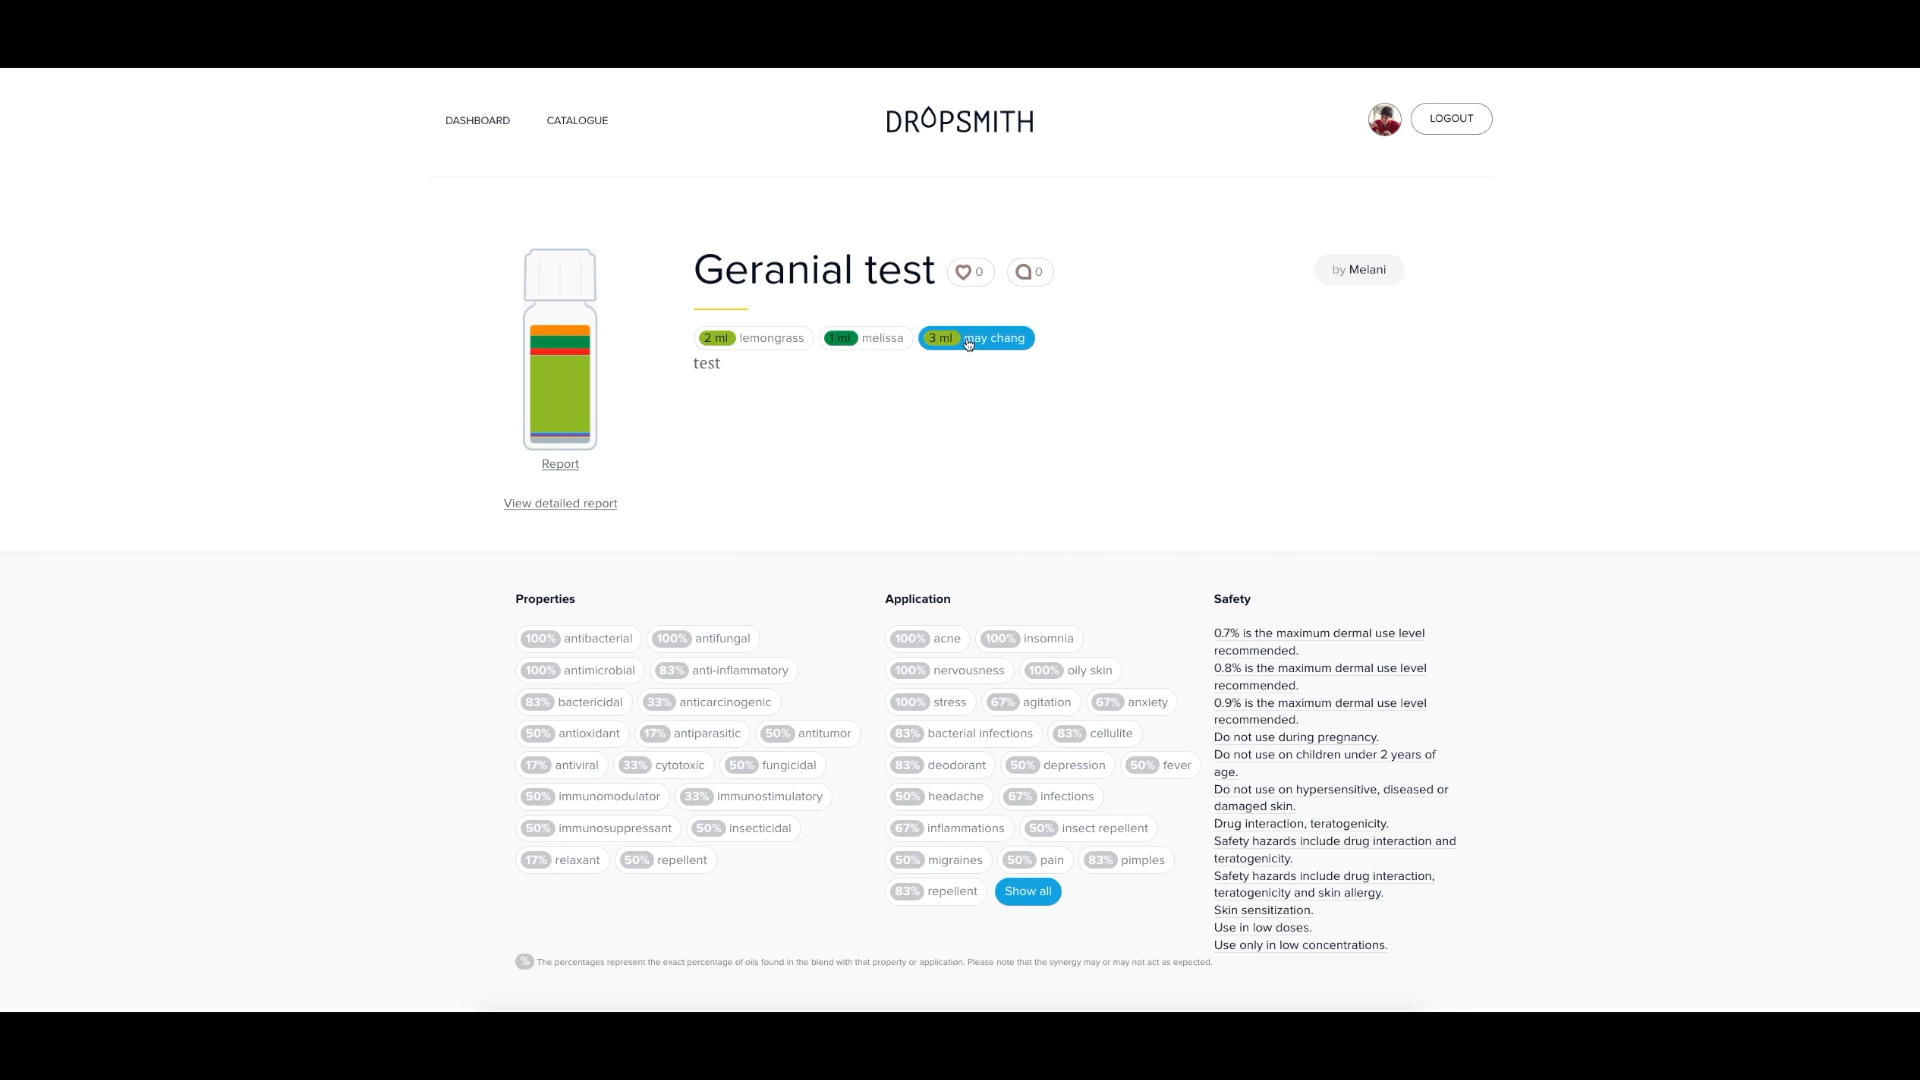 DASHBOARD CATALOGUE DROPSMITH LOGOUT
Geranial test 0 0 by Melani
2 ml lemongrass 1 ml melissa 3 ml may chang
test
Report
View detailed report
Properties
100% antibacterial 100% antifungal
100% antimicrobial 83% anti-inflammatory
83% bactericidal 33% anticarcinogenic
50% antioxidant 17% antiparasitic 50% antitumor
17% antiviral 33% cytotoxic 50% fungicidal
50% immunomodulator 33% immunostimulatory
50% immunosuppressant 50% insecticidal
17% relaxant 50% repellent
Application
100% acne 100% insomnia
100% nervousness 100% oily skin
100% stress 67% agitation 67% anxiety
83% bacterial infections 83% cellulite
83% deodorant 50% depression 50% fever
50% headache 67% infections
67% inflammations 50% insect repellent
50% migraines 50% pain 83% pimples
83% repellent Show all
Safety
0.7% is the maximum dermal use level
recommended.
0.8% is the maximum dermal use level
recommended.
0.9% is the maximum dermal use level
recommended.
Do not use during pregnancy.
Do not use on children under 2 years of
age.
Do not use on hypersensitive, diseased or
damaged skin.
Drug interaction, teratogenicity.
Safety hazards include drug interaction and
teratogenicity.
Safety hazards include drug interaction,
teratogenicity and skin allergy.
Skin sensitization.
Use in low doses.
Use only in low concentrations.
% The percentages represent the exact percentage of oils found in the blend with that property or application. Please note that the synergy may or may not act as expected.